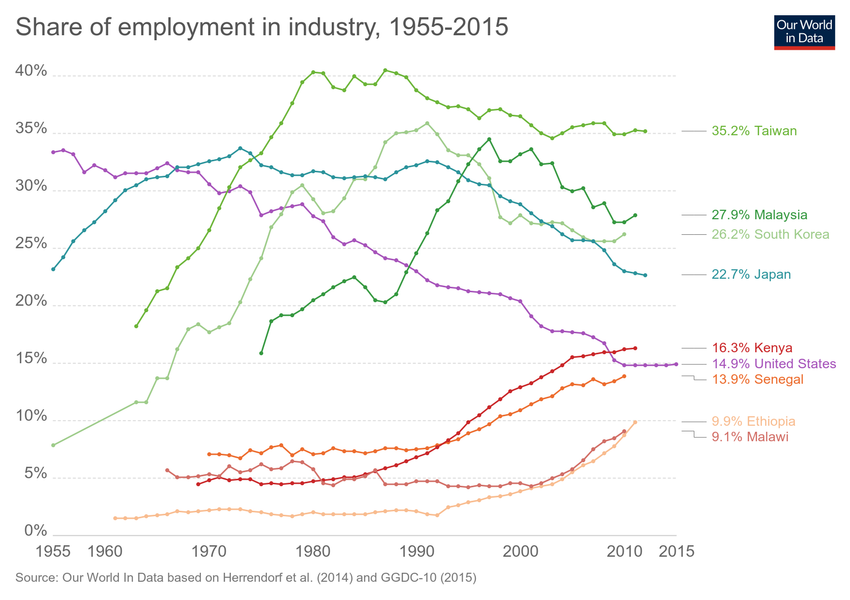 Share of employment in industry, 1955-2015
Our World
in Data
40%
35%
30%
25%
20%
15%
10%
5%
0%
35.2% Taiwan
27.9% Malaysia
26.2% South Korea
22.7% Japan
16.3% Kenya
14.9% United States
13.9% Senegal
9.9% Ethiopia
9.1% Malawi
1955 1960 1970 1980 1990 2000 2010 2015
Source: Our World In Data based on Herrendorf et al. (2014) and GGDC-10 (2015)